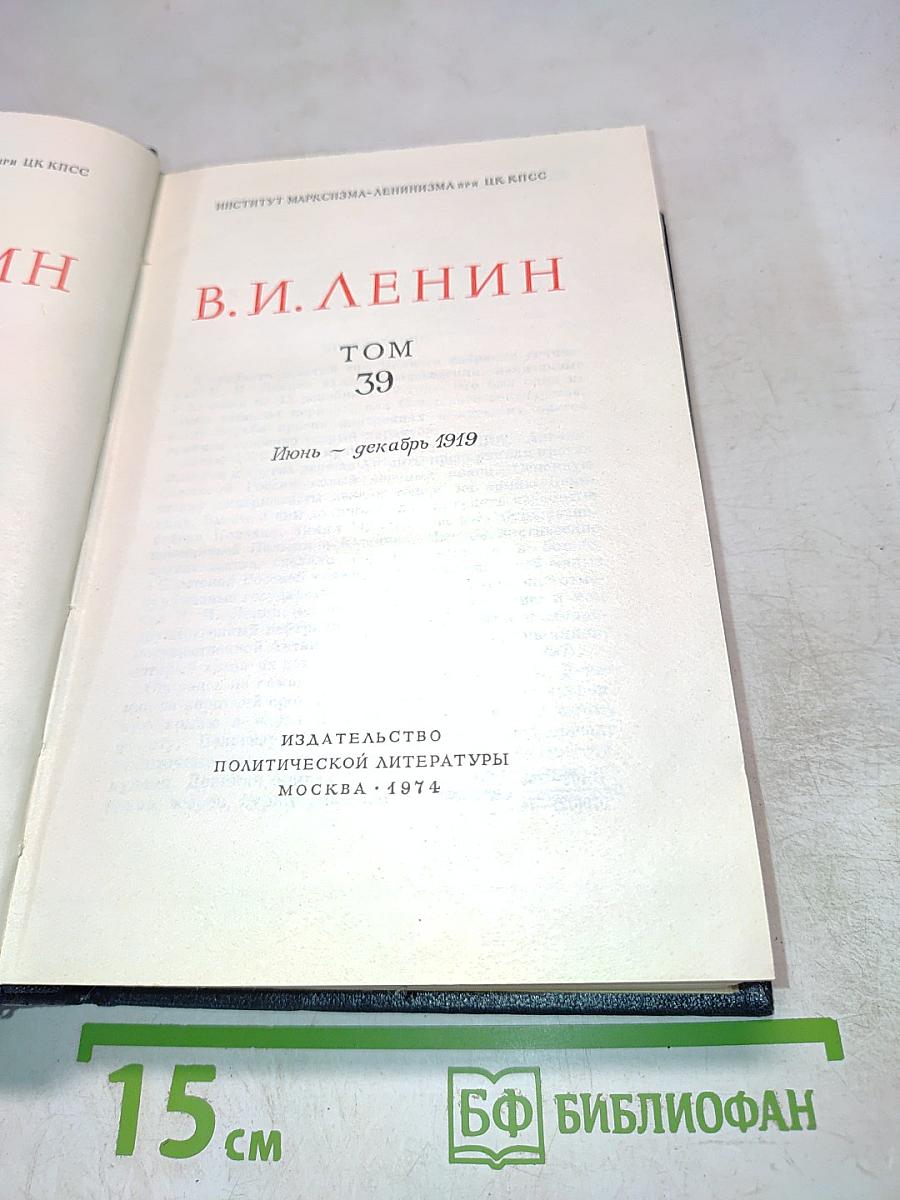 при ЦК КПСС
ИН
ИНСТИТУТ МАРКСИЗМА-ЛЕНИНИЗМА при ЦК КПСС
В. И. ЛЕНИН
ТОМ
39
Июнь ~ декабрь 1919
ИЗДАТЕЛЬСТВО
ПОЛИТИЧЕСКОЙ ЛИТЕРАТУРЫ
МОСКВА · 1974
15 см
БФ БИБЛИОФАН